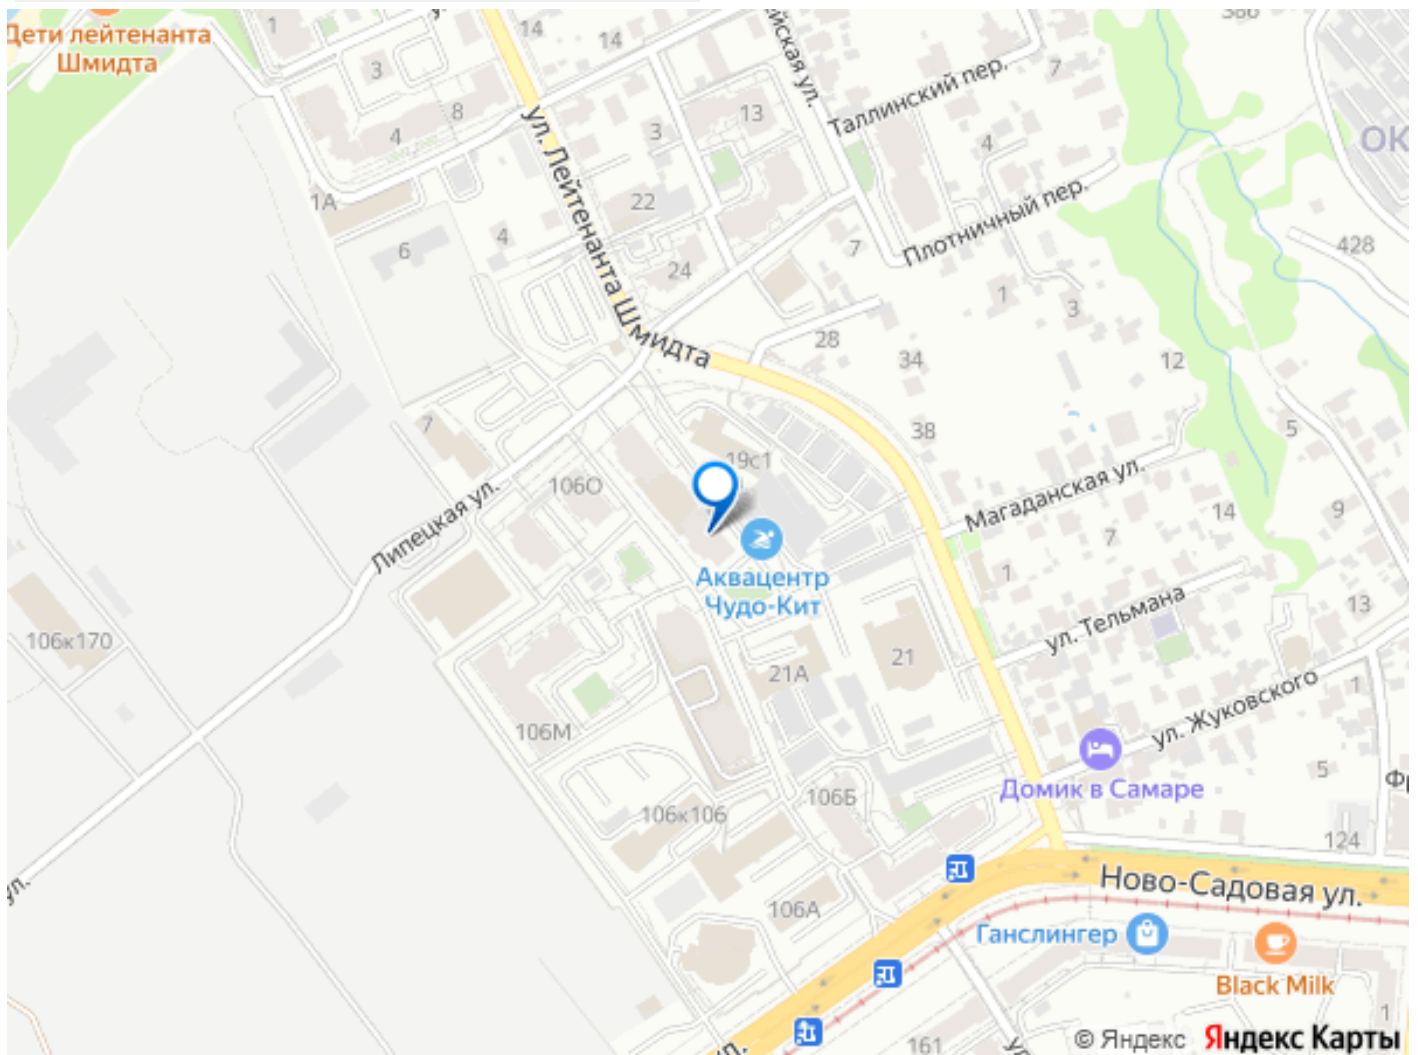 Дети лейтенанта
Шмидта
1
14
14
3
8
4
3
13
Таллинский пер.
7
4
1А
22
6
4
24
ул. Лейтенанта Шмидта
Плотничный пер.
7
428
1
3
28
34
12
38
5
7
19с1
106О
Липецкая ул.
Магаданская ул.
14
9
7
1
Аквацентр
Чудо-Кит
ул. Тельмана
13
106к170
21А
21
ул. Жуковского
1
106М
5
Домик в Самаре
106Б
106к106
124
Ново-Садовая ул.
106А
Ганслингер
Black Milk
1
161
© Яндекс Яндекс Карты